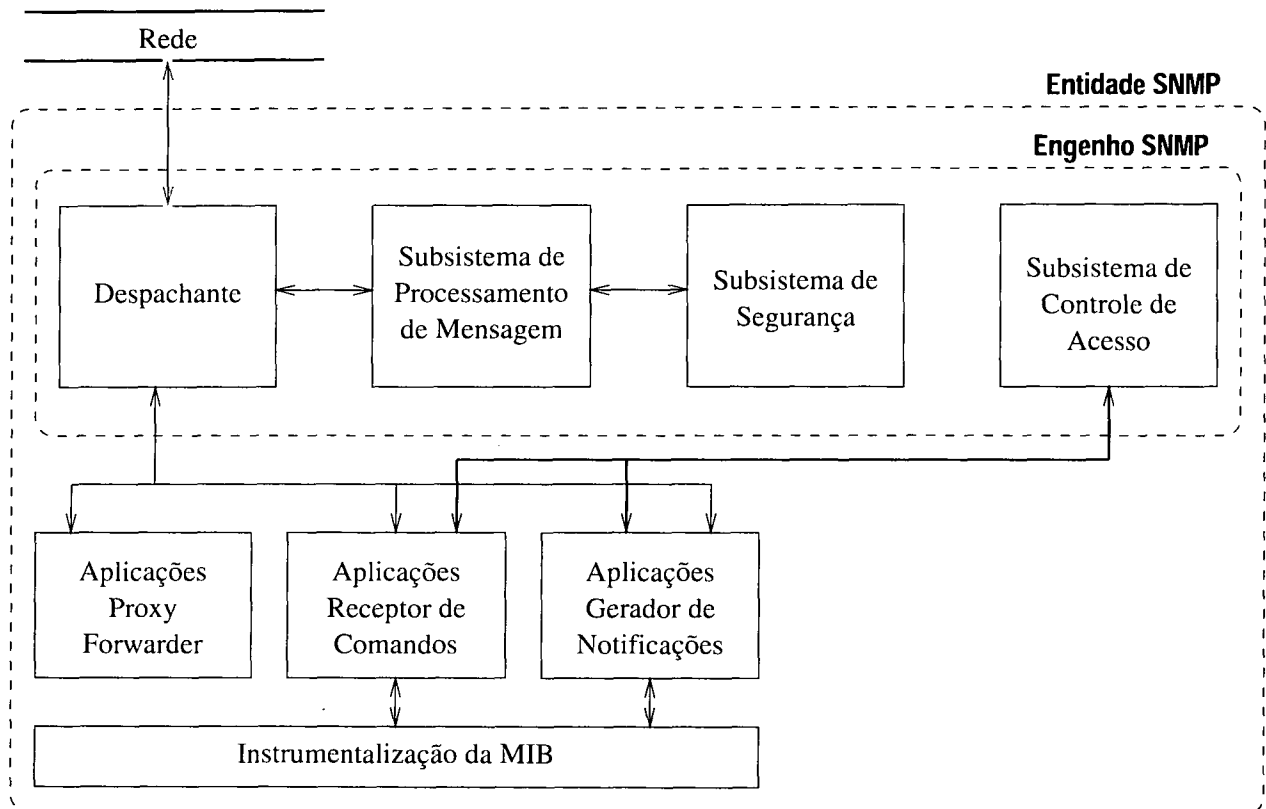 Rede
Entidade SNMP
Engenho SNMP
Despachante
Subsistema de
Processamento
de Mensagem
Subsistema de
Segurança
Subsistema de
Controle de
Acesso
Aplicações
Proxy
Forwarder
Aplicações
Receptor de
Comandos
Aplicações
Gerador de
Notificações
Instrumentalização da MIB